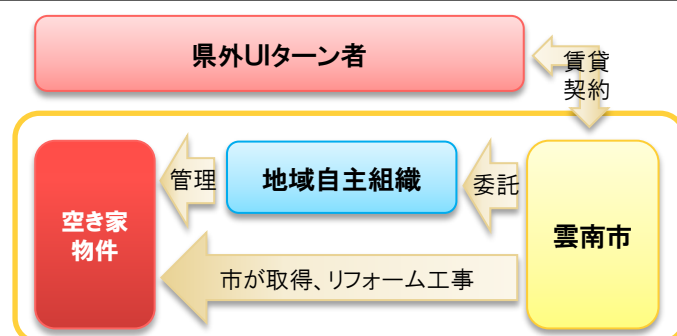 県外UIターン者
賃貸
契約
管理
地域自主組織
委託
空き家
物件
雲南市
市が取得、リフォーム工事